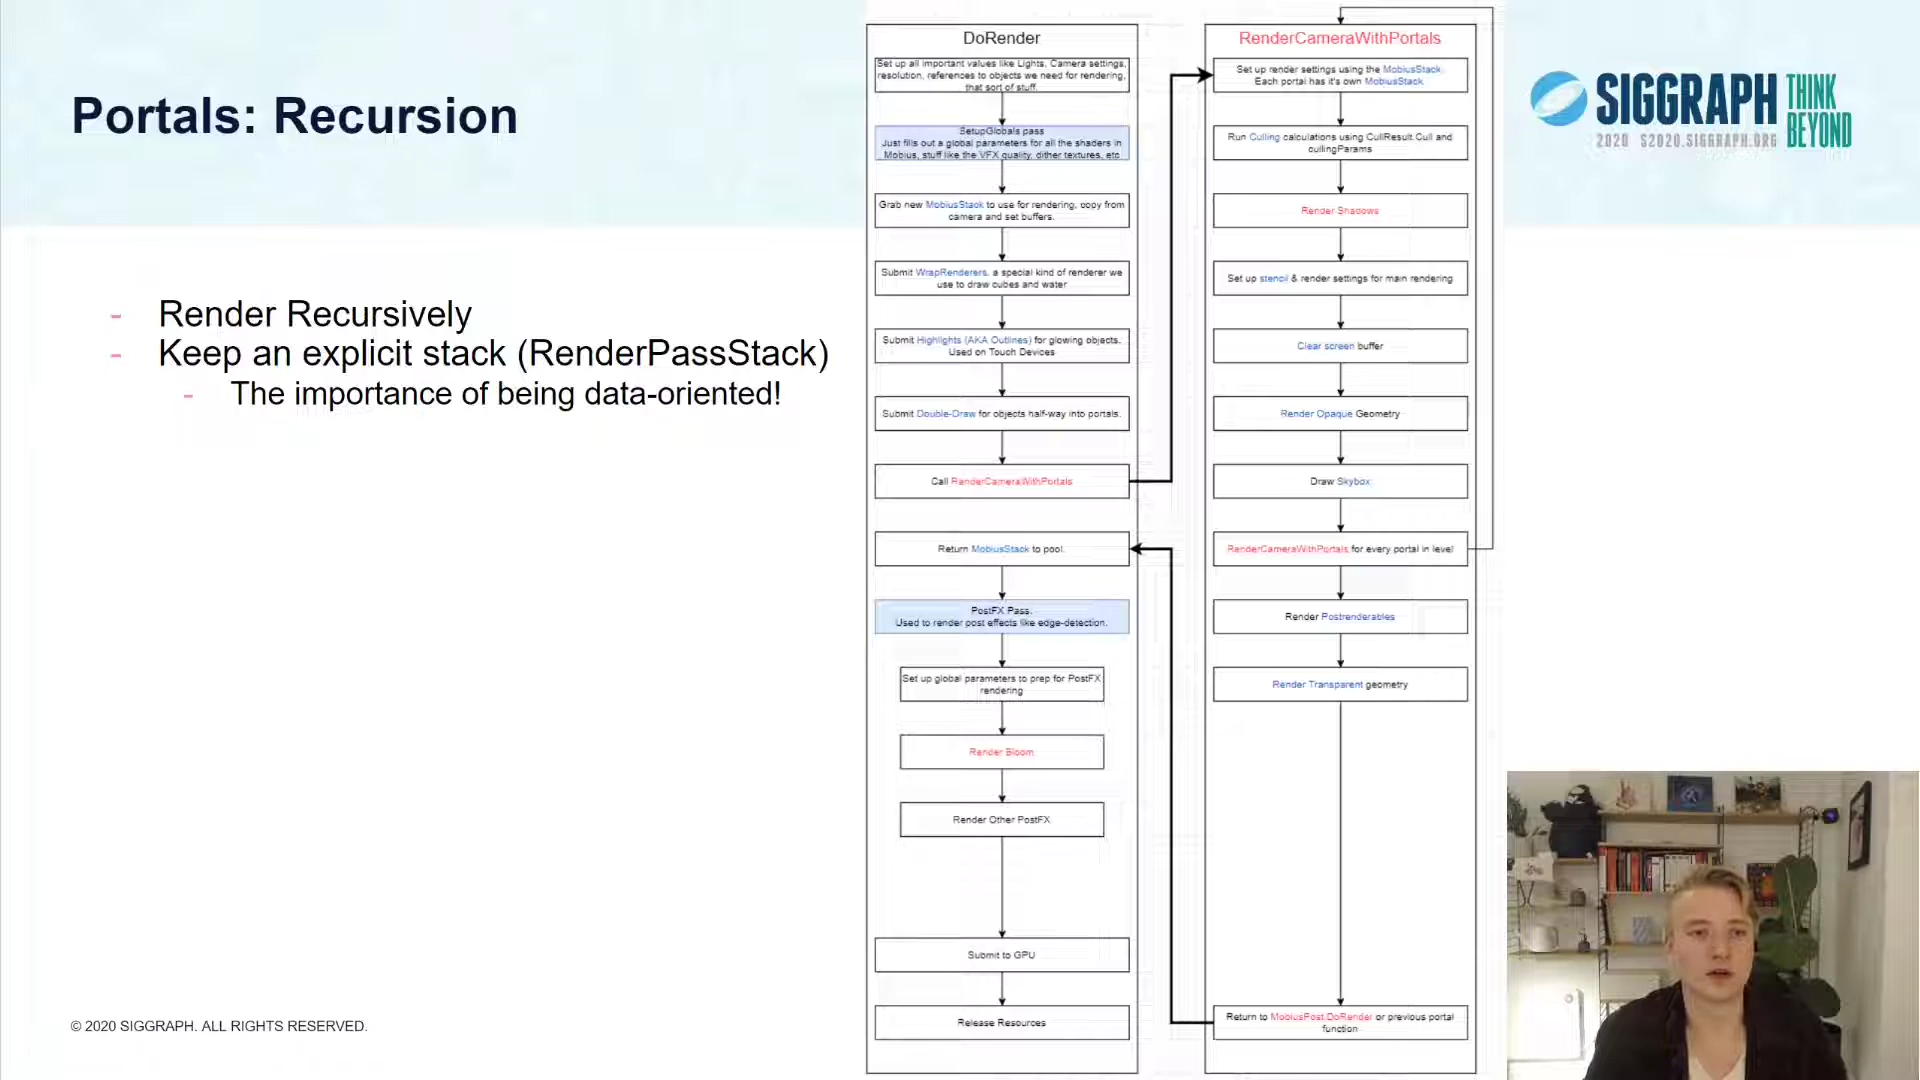 Portals: Recursion
- Render Recursively
- Keep an explicit stack (RenderPassStack)
- The importance of being data-oriented!
© 2020 SIGGRAPH. ALL RIGHTS RESERVED.
DoRender
Set up all important values like Lights, Camera settings,
resolution, references to objects we need for rendering,
that sort of stuff.
SetupGlobals pass
Just fills out a global parameters for all the shaders in
Mobius, stuff like the VFX quality, dither textures, etc
Grab new MobiusStack to use for rendering, copy from
camera and set buffers.
Submit WrapRenderers, a special kind of renderer we
use to draw cubes and water
Submit Highlights (AKA Outlines) for glowing objects.
Used on Touch Devices
Submit Double-Draw for objects half-way into portals.
Call RenderCameraWithPortals
Return MobiusStack to pool.
PostFX Pass.
Used to render post effects like edge-detection.
Set up global parameters to prep for PostFX
rendering
Render Bloom
Render Other PostFX
Submit to GPU
Release Resources
RenderCameraWithPortals
Set up render settings using the MobiusStack.
Each portal has it's own MobiusStack
Run Culling calculations using CullResult.Cull and
cullingParams
Render Shadows
Set up stencil & render settings for main rendering
Clear screen buffer
Render Opaque Geometry
Draw Skybox
RenderCameraWithPortals for every portal in level
Render Postrenderables
Render Transparent geometry
Return to MobiusPost.DoRender or previous portal
function
SIGGRAPH THINK
BEYOND
2020 S2020.SIGGRAPH.ORG